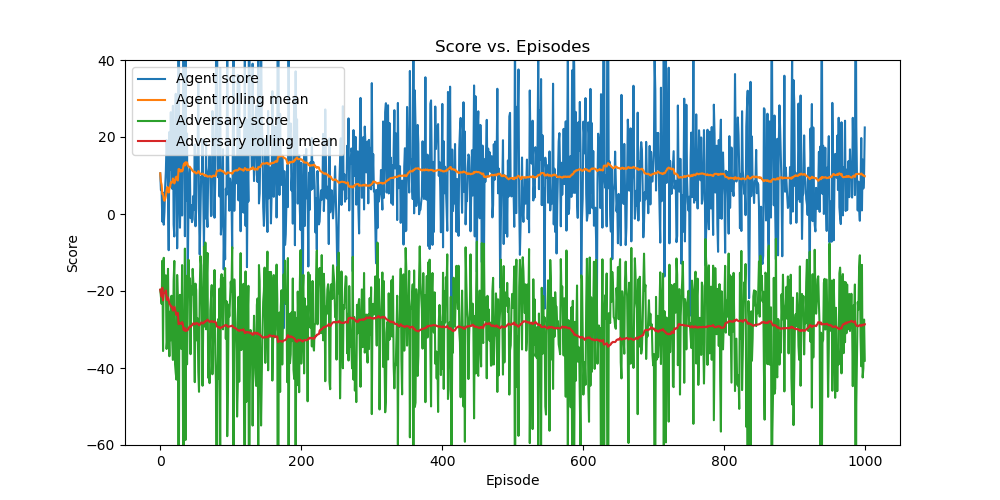 Score vs. Episodes
40
20
0
−20
−40
−60
Score
Agent score
Agent rolling mean
Adversary score
Adversary rolling mean
0
200
400
600
800
1000
Episode